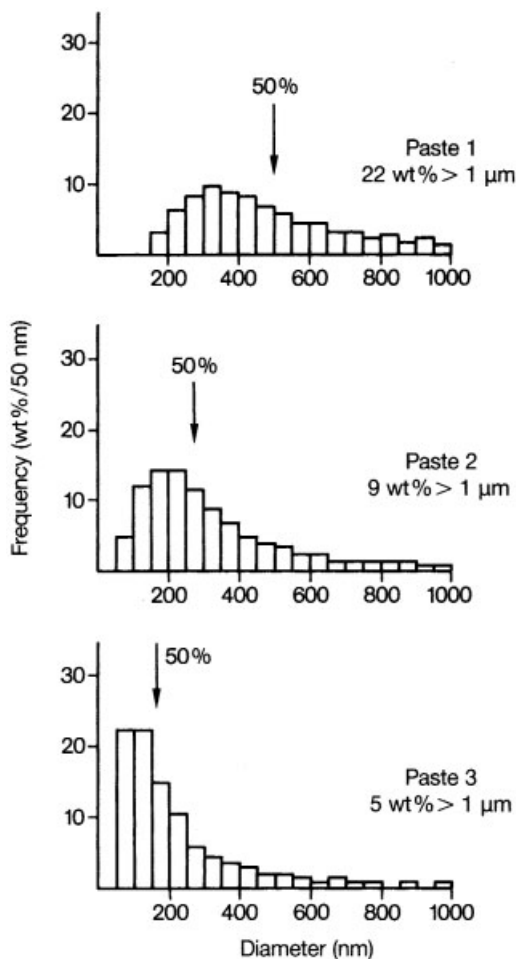 30
20
10
50%
Paste 1
22 wt% > 1 μm
200 400 600 800 1000
Frequency (wt%/50 nm)
30
20
10
50%
Paste 2
9 wt% > 1 μm
200 400 600 800 1000
30
20
10
50%
Paste 3
5 wt% > 1 μm
200 400 600 800 1000
Diameter (nm)